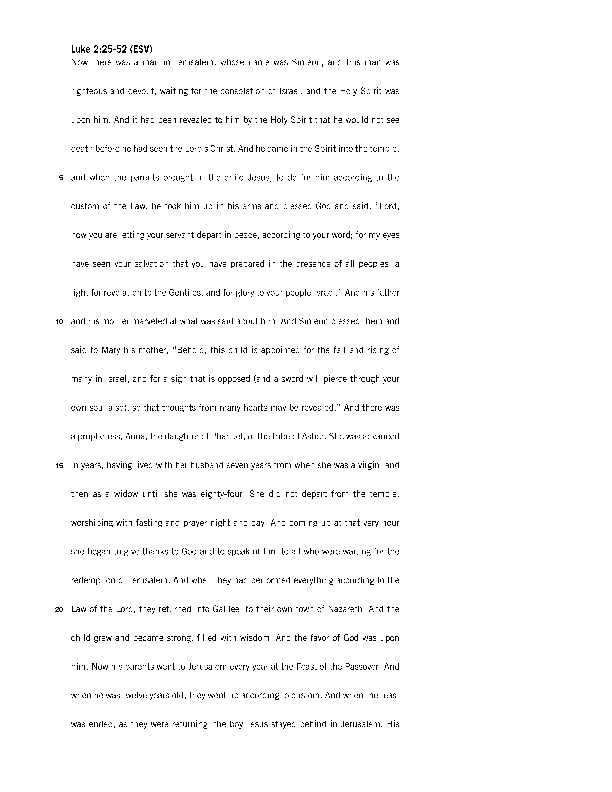 Luke 2:25-52 (ESV)
Now there was a man in Jerusalem, whose name was Simeon, and this man was
righteous and devout, waiting for the consolation of Israel, and the Holy Spirit was
upon him. And it had been revealed to him by the Holy Spirit that he would not see
death before he had seen the Lord's Christ. And he came in the Spirit into the temple,
5 and when the parents brought in the child Jesus, to do for him according to the
custom of the Law, he took him up in his arms and blessed God and said, "Lord,
now you are letting your servant depart in peace, according to your word; for my eyes
have seen your salvation that you have prepared in the presence of all peoples, a
light for revelation to the Gentiles, and for glory to your people Israel." And his father
10 and his mother marveled at what was said about him. And Simeon blessed them and
said to Mary his mother, "Behold, this child is appointed for the fall and rising of
many in Israel, and for a sign that is opposed (and a sword will pierce through your
own soul also), so that thoughts from many hearts may be revealed." And there was
a prophetess, Anna, the daughter of Phanuel, of the tribe of Asher. She was advanced
15 in years, having lived with her husband seven years from when she was a virgin, and
then as a widow until she was eighty-four. She did not depart from the temple,
worshiping with fasting and prayer night and day. And coming up at that very hour
she began to give thanks to God and to speak of him to all who were waiting for the
redemption of Jerusalem. And when they had performed everything according to the
20 Law of the Lord, they returned into Galilee, to their own town of Nazareth. And the
child grew and became strong, filled with wisdom. And the favor of God was upon
him. Now his parents went to Jerusalem every year at the Feast of the Passover. And
when he was twelve years old, they went up according to custom. And when the feast
was ended, as they were returning, the boy Jesus stayed behind in Jerusalem. His